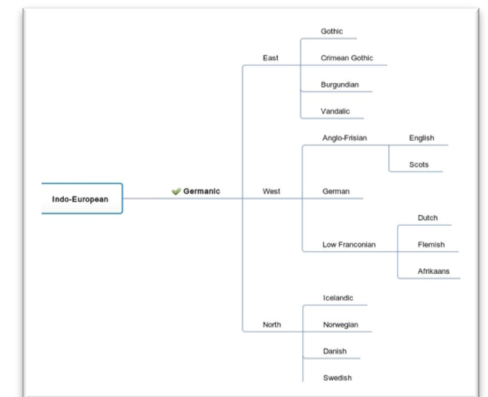 Gothic
East
Crimean Gothic
Burgundian
Vandalic
Anglo-Frisian
English
Scots
Indo-European
Germanic
West
German
Dutch
Low Franconian
Flemish
Afrikaans
Icelandic
North
Norwegian
Danish
Swedish